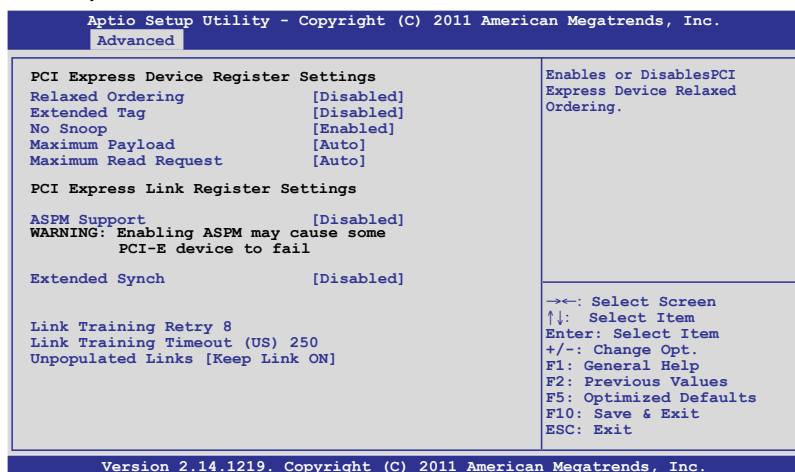 Aptio Setup Utility - Copyright (C) 2011 American Megatrends, Inc.
Advanced
PCI Express Device Register Settings
Relaxed Ordering [Disabled]
Extended Tag [Disabled]
No Snoop [Enabled]
Maximum Payload [Auto]
Maximum Read Request [Auto]
PCI Express Link Register Settings
ASPM Support [Disabled]
WARNING: Enabling ASPM may cause some
PCI-E device to fail
Extended Synch [Disabled]
Link Training Retry 8
Link Training Timeout (US) 250
Unpopulated Links [Keep Link ON]
Enables or DisablesPCI
Express Device Relaxed
Ordering.
→←: Select Screen
↑↓: Select Item
Enter: Select Item
+/-: Change Opt.
F1: General Help
F2: Previous Values
F5: Optimized Defaults
F10: Save & Exit
ESC: Exit
Version 2.14.1219. Copyright (C) 2011 American Megatrends, Inc.